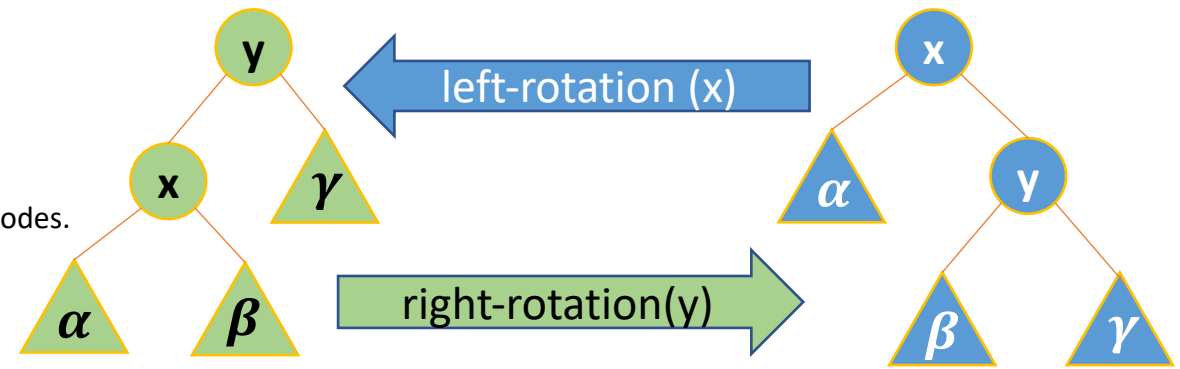 y
x
left-rotation (x)
x
γ
α
y
odes.
α
β
right-rotation(y)
β
γ